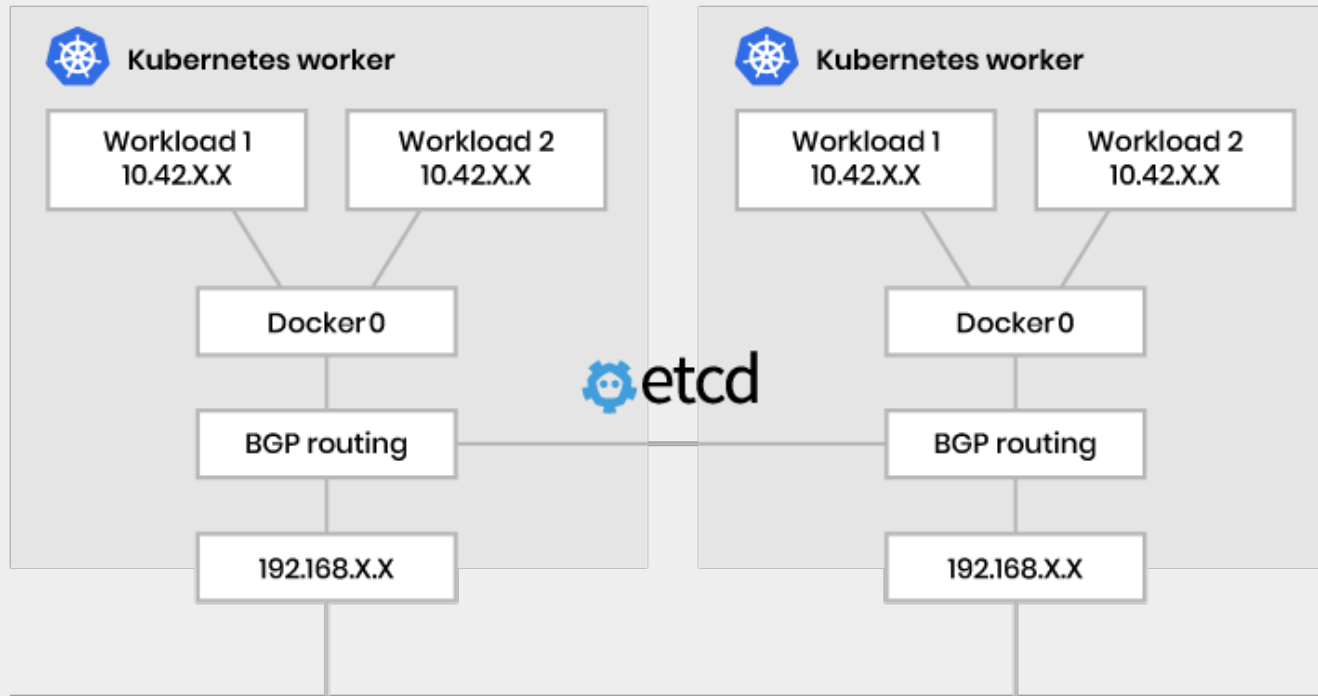 Kubernetes worker
Workload 1
10.42.X.X
Workload 2
10.42.X.X
Docker 0
BGP routing
192.168.X.X
etcd
Kubernetes worker
Workload 1
10.42.X.X
Workload 2
10.42.X.X
Docker 0
BGP routing
192.168.X.X